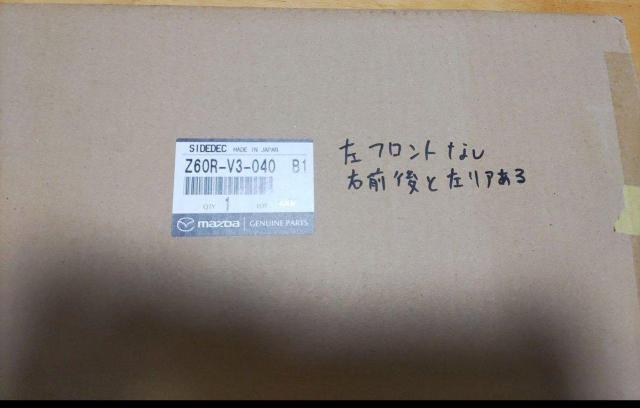 SIDEDEC MADE IN JAPAN
Z60R-V3-040 B1
QTY 1 LOT
mazda GENUINE PARTS
左フロントなし
右前後と左リアある